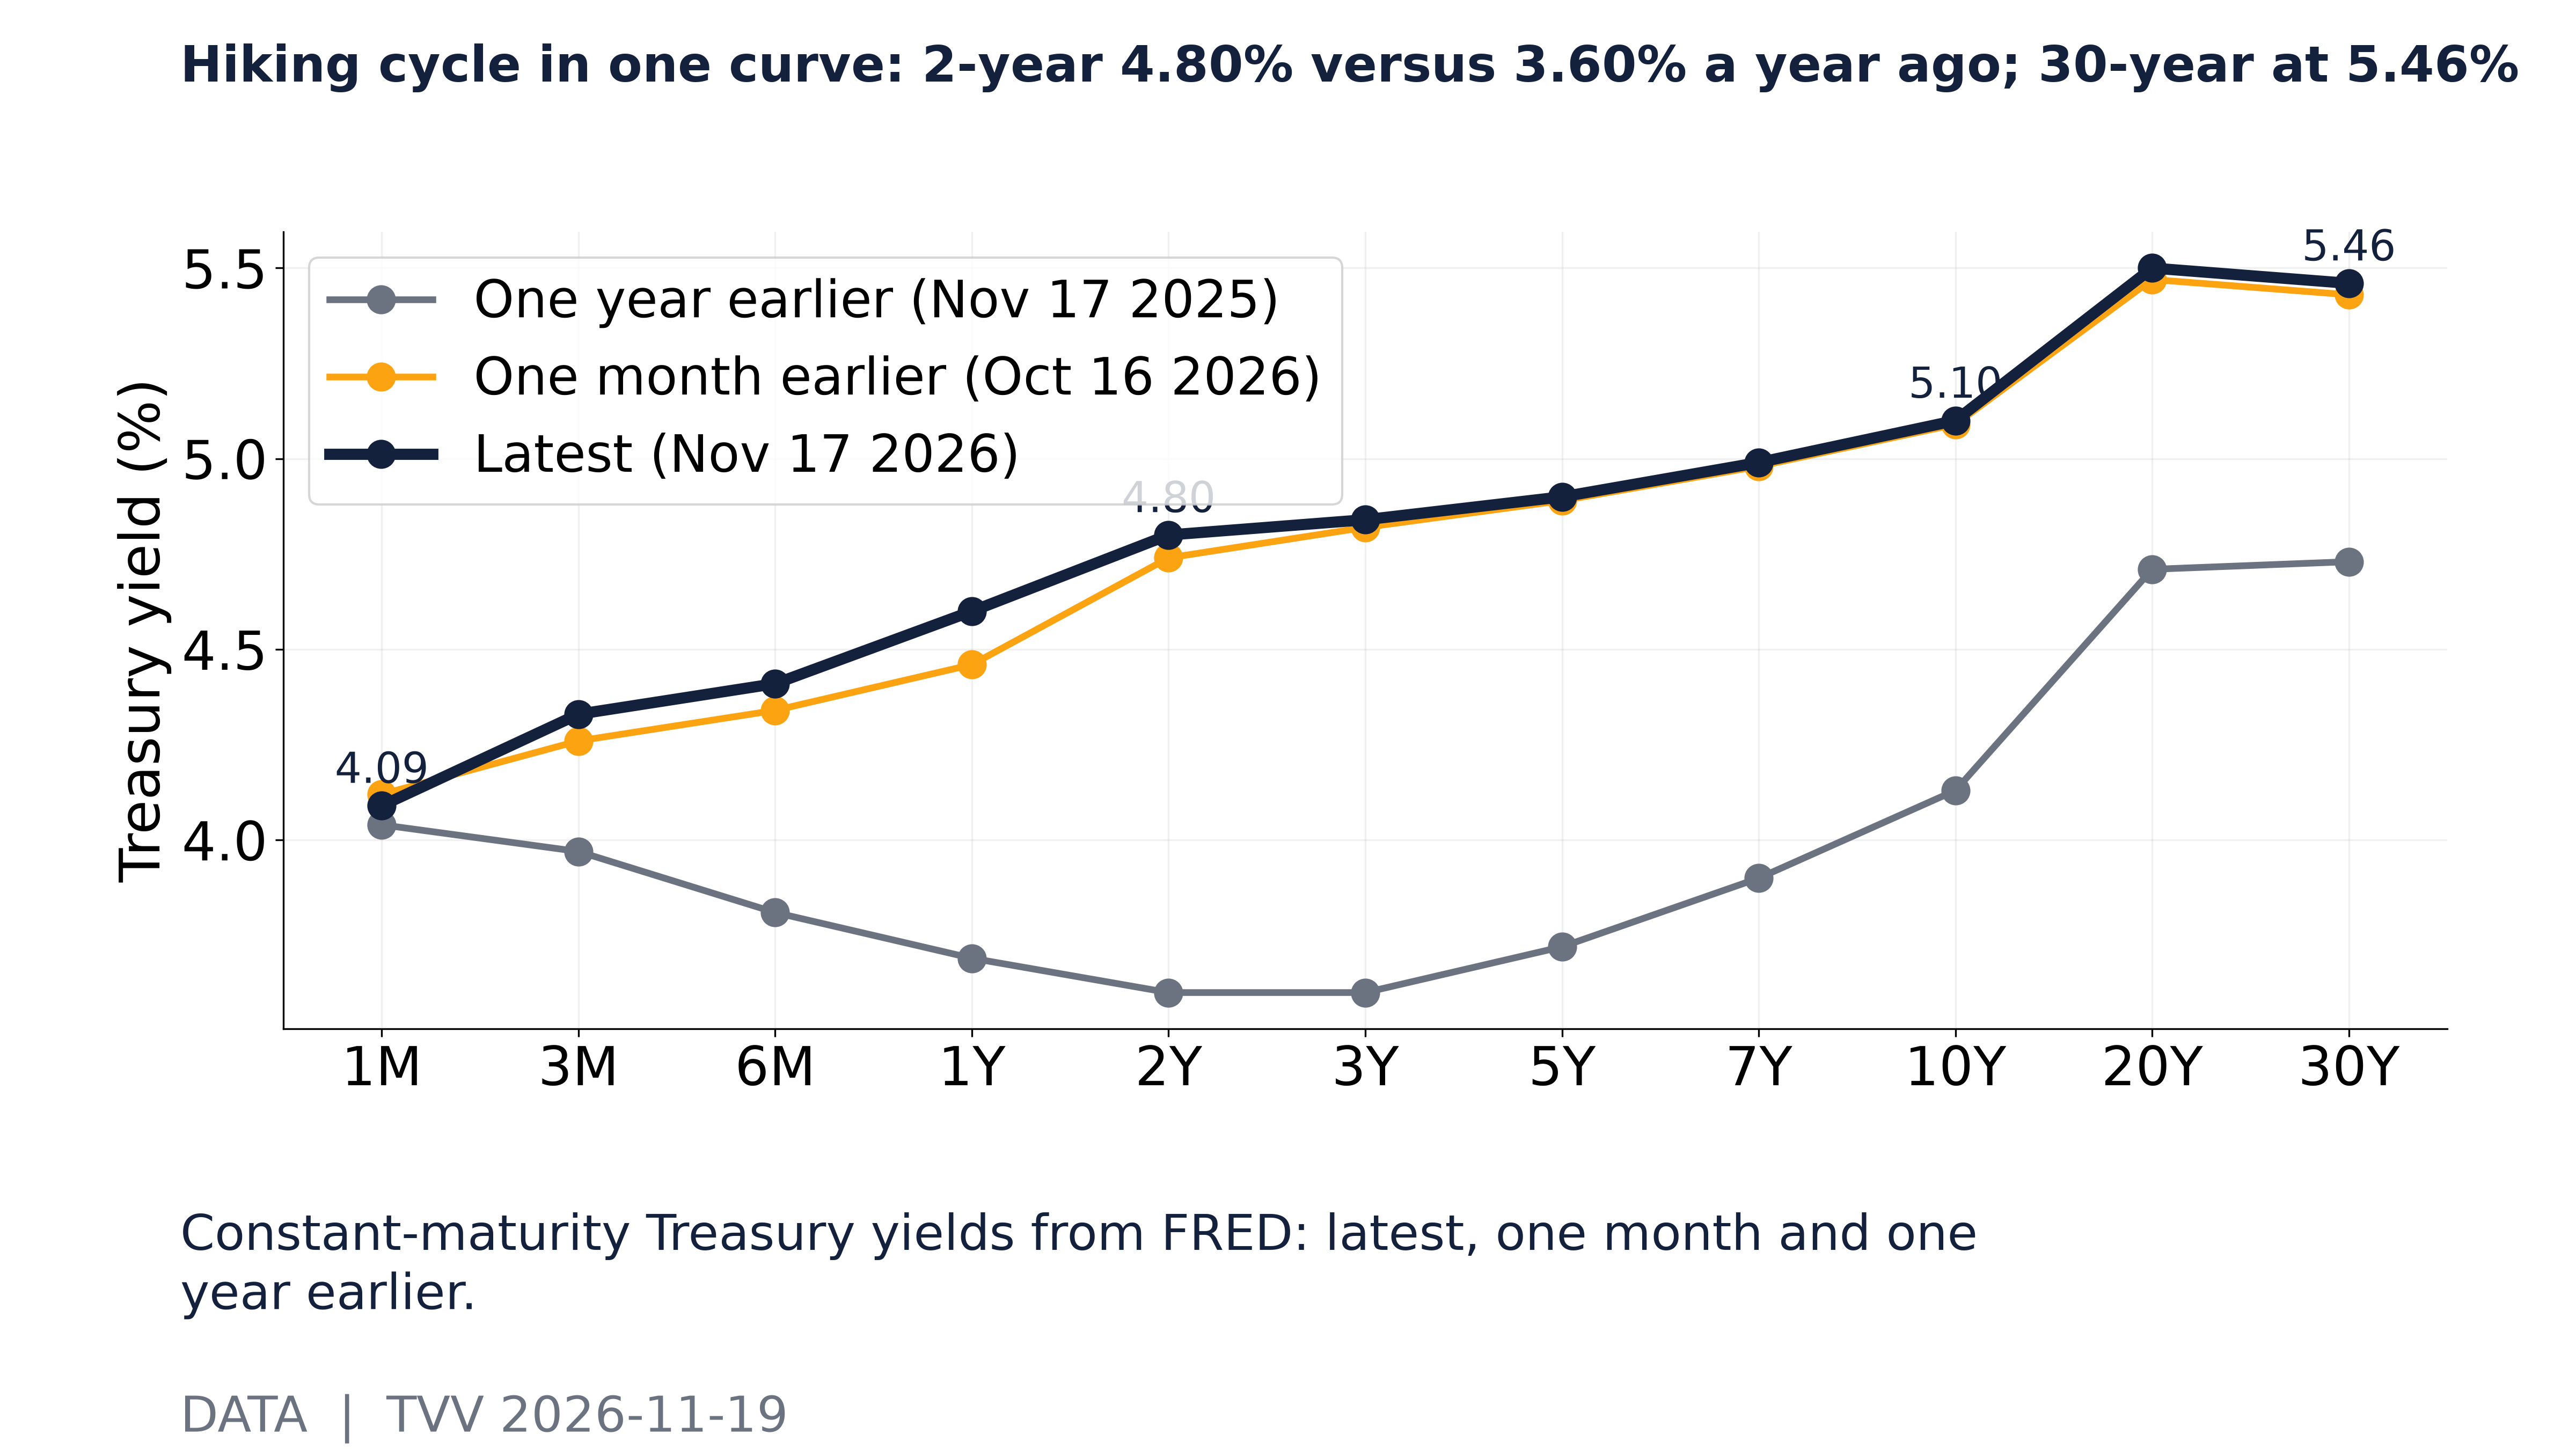 Hiking cycle in one curve: 2-year 4.80% versus 3.60% a year ago; 30-year at 5.46%
Treasury yield (%)
5.5
5.0
4.5
4.0
One year earlier (Nov 17 2025)
One month earlier (Oct 16 2026)
Latest (Nov 17 2026)
4.09
4.80
5.10
5.46
1M 3M 6M 1Y 2Y 3Y 5Y 7Y 10Y 20Y 30Y
Constant-maturity Treasury yields from FRED: latest, one month and one
year earlier.
DATA | TVV 2026-11-19